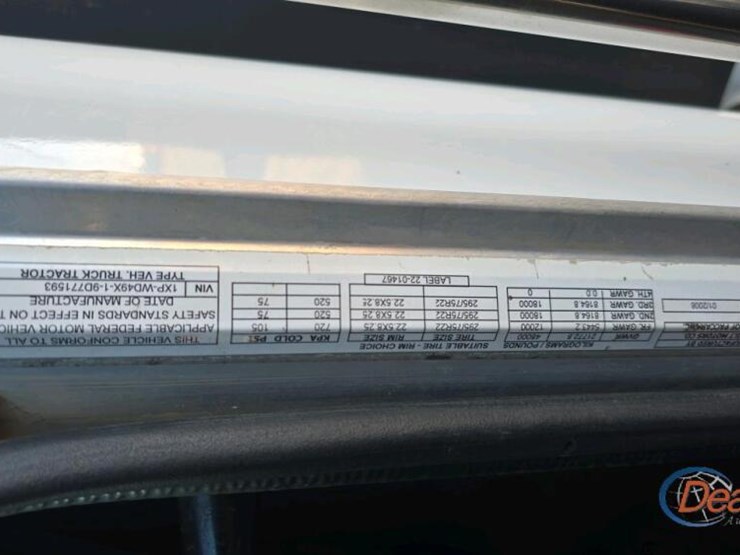 KILOGRAMS / POUNDS SUITABLE TIRE - RIM CHOICE
GVWR 21772.8 48000 TIRE SIZE RIM SIZE KPA COLD PSI THIS VEHICLE CONFORMS TO ALL
FR. GAWR 5443.2 12000 295/75R22 22.5X8.25 720 105 APPLICABLE FEDERAL MOTOR VEHIC
2ND. GAWR 8164.8 18000 295/75R22 22.5X8.25 520 75 SAFETY STANDARDS IN EFFECT ON T
01/2008 3RD. GAWR 8164.8 18000 295/75R22 22.5X8.25 520 75 DATE OF MANUFACTURE
4TH. GAWR 0.0 0 VIN 1XP-WD49X-1-9D771593
LABEL 22-01467 TYPE VEH. TRUCK TRACTOR
Dea